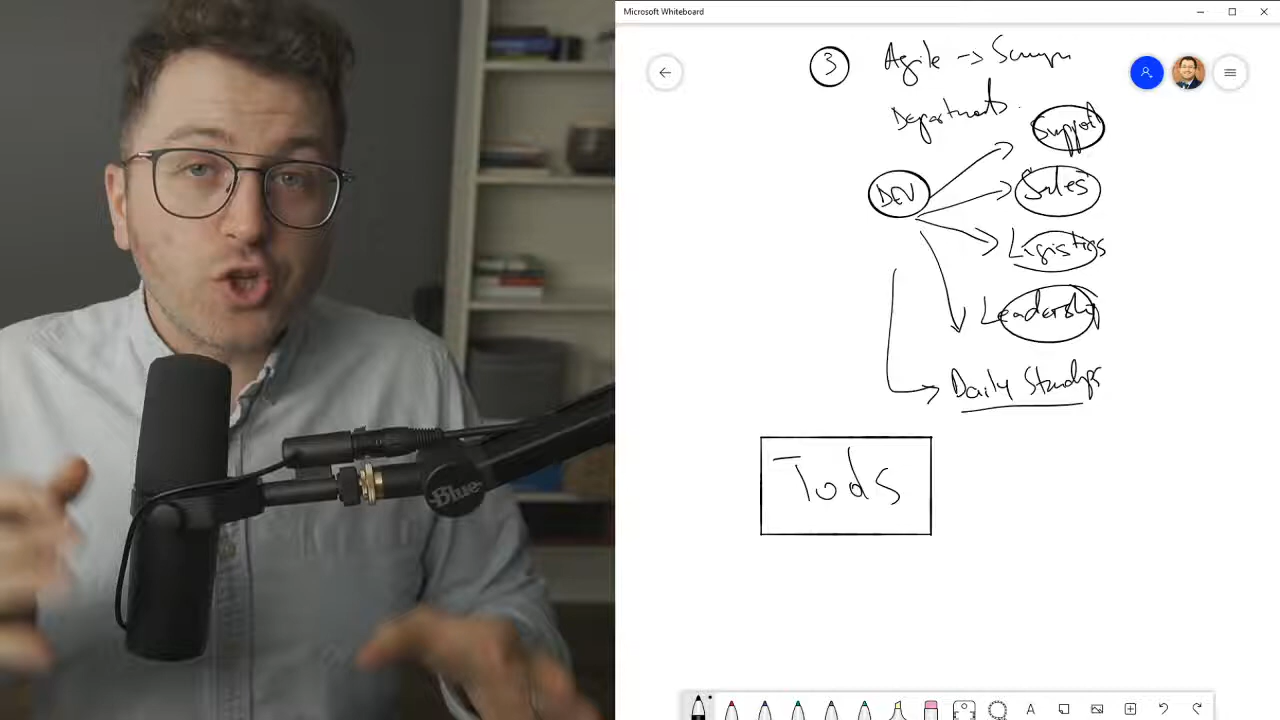 Microsoft Whiteboard
3 Agile → Scrum
Departments
Support
DEV
Sales
Logistics
Leadership
Daily Standups
Tools
Blue
A